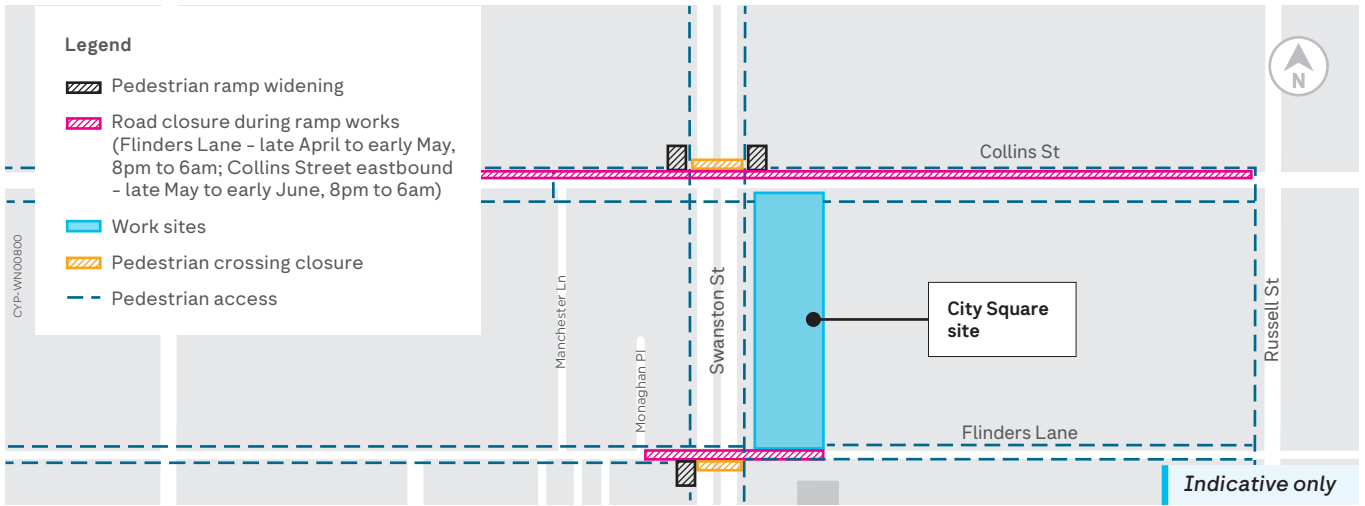 Legend
Pedestrian ramp widening
Road closure during ramp works
(Flinders Lane – late April to early May,
8pm to 6am; Collins Street eastbound
– late May to early June, 8pm to 6am)
Work sites
Pedestrian crossing closure
Pedestrian access
CYP-WN00800
N
Collins St
Manchester Ln
Monaghan Pl
Swanston St
City Square
site
Russell St
Flinders Lane
Indicative only